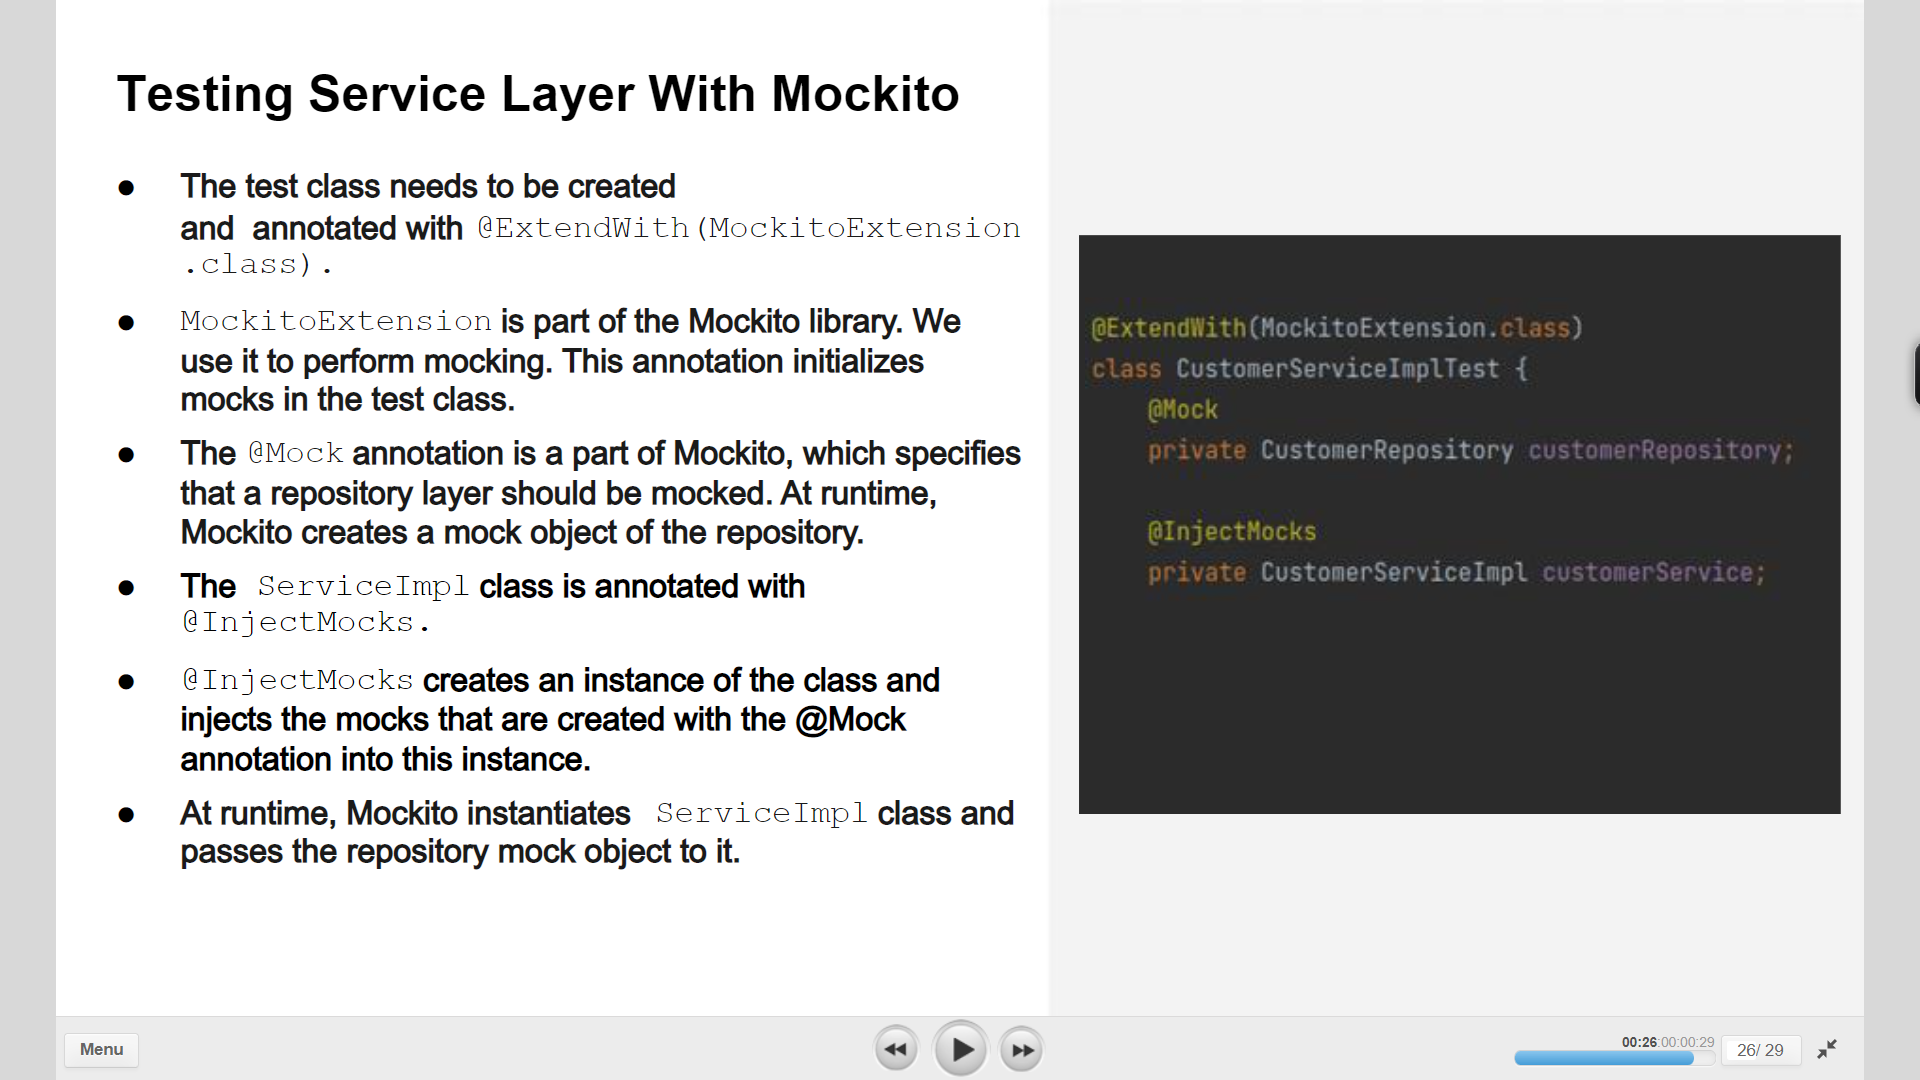 Testing Service Layer With Mockito
● The test class needs to be created
and annotated with @ExtendWith(MockitoExtension
.class).
● MockitoExtension is part of the Mockito library. We
use it to perform mocking. This annotation initializes
mocks in the test class.
● The @Mock annotation is a part of Mockito, which specifies
that a repository layer should be mocked. At runtime,
Mockito creates a mock object of the repository.
● The ServiceImpl class is annotated with
@InjectMocks.
● @InjectMocks creates an instance of the class and
injects the mocks that are created with the @Mock
annotation into this instance.
● At runtime, Mockito instantiates ServiceImpl class and
passes the repository mock object to it.
@ExtendWith(MockitoExtension.class)
class CustomerServiceImplTest {
@Mock
private CustomerRepository customerRepository;
@InjectMocks
private CustomerServiceImpl customerService;
Menu
00:26:00:00:29
26/ 29